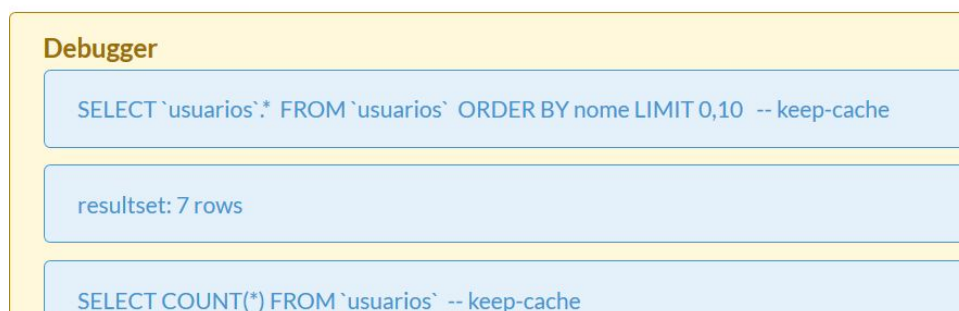 Debugger
SELECT `usuarios`.* FROM `usuarios` ORDER BY nome LIMIT 0,10 -- keep-cache
resultset: 7 rows
SELECT COUNT(*) FROM `usuarios` -- keep-cache